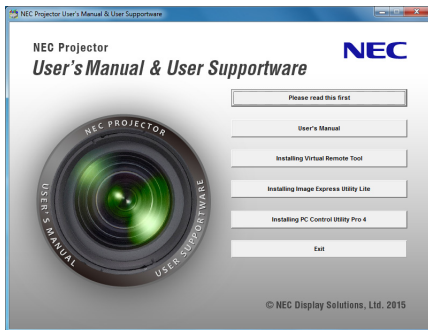 NEC Projector User's Manual & User Supportware
NEC Projector
NEC
User's Manual & User Supportware
NEC PROJECTOR
USER'S MANUAL
USER SUPPORTWARE
Please read this first
User's Manual
Installing Virtual Remote Tool
Installing Image Express Utility Lite
Installing PC Control Utility Pro 4
Exit
© NEC Display Solutions, Ltd. 2015